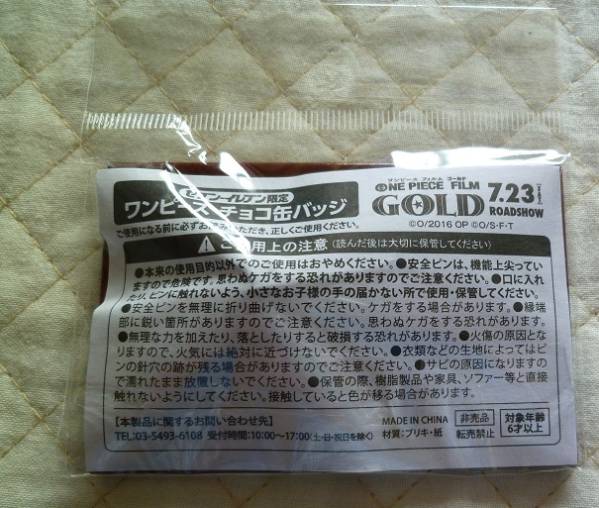 セブン-イレブン限定
ワンピース チョコ缶バッジ
ご使用になる前に必ずお読みいただき、正しくご使用ください。
ワンピース フィルム ゴールド
ONE PIECE FILM
GOLD
7.23
ROADSHOW
©O/2016 OP ©O/S・F・T
ご使用上の注意 (読んだ後は大切に保管してください)
●本来の使用目的以外でのご使用はおやめください。●安全ピンは、機能上尖ってい
ますので危険です。思わぬケガをする恐れがありますのでご注意ください。●口に入れ
たり、ピンに触れないよう、小さなお子様の手の届かない所で使用・保管してください。
●安全ピンを無理に折り曲げないでください。ケガをする場合があります。●縁端
部に鋭い箇所がありますのでご注意ください。思わぬケガをする恐れがあります。
●無理な力を加えたり、落としたりすると破損する恐れがあります。●火傷の原因とな
りますので、火気には絶対に近づけないでください。●衣類などの生地によってはピ
ンの針穴の跡が残る場合がありますのでご注意ください。●サビの原因になりますの
で濡れたまま放置しないでください。●保管の際、樹脂製品や家具、ソファー等と直接
触れないようにしてください。接触していると色が移る場合があります。
【本製品に関するお問い合わせ先】
TEL:03-5493-6108 受付時間:10:00〜17:00(土・日・祝日を除く)
MADE IN CHINA
材質:ブリキ・紙
非売品
転売禁止
対象年齢
6才以上